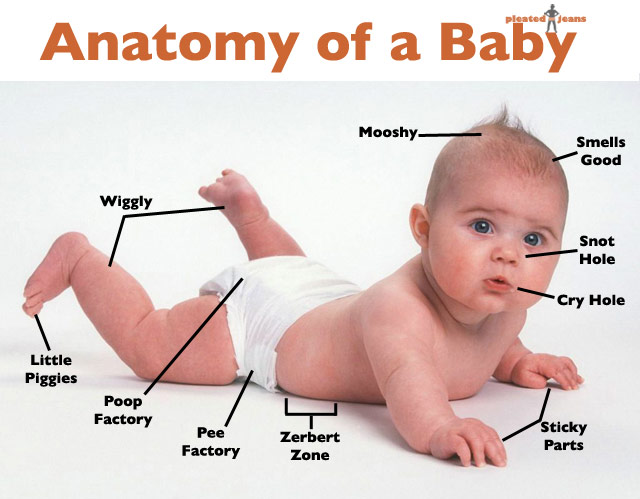 Anatomy of a Baby
pleated jeans
Mooshy
Smells
Good
Wiggly
Snot
Hole
Cry Hole
Little
Piggies
Poop
Factory
Pee
Factory
Zerbert
Zone
Sticky
Parts